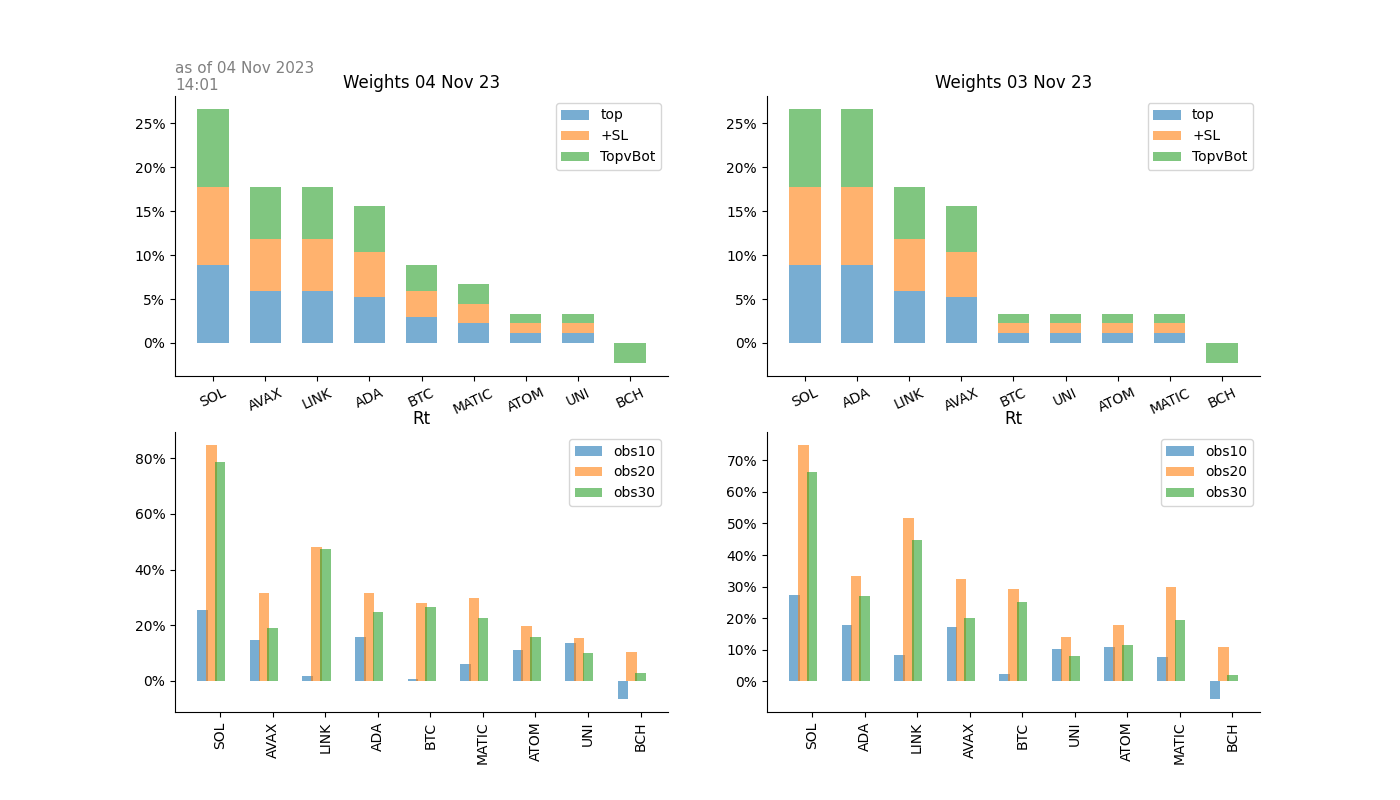 as of 04 Nov 2023
14:01
Weights 04 Nov 23
25%
20%
15%
10%
5%
0%
top
+SL
TopvBot
SOL AVAX LINK ADA BTC MATIC ATOM UNI BCH
Weights 03 Nov 23
25%
20%
15%
10%
5%
0%
top
+SL
TopvBot
SOL ADA LINK AVAX BTC UNI ATOM MATIC BCH
Rt
80%
60%
40%
20%
0%
obs10
obs20
obs30
SOL AVAX LINK ADA BTC MATIC ATOM UNI BCH
Rt
70%
60%
50%
40%
30%
20%
10%
0%
obs10
obs20
obs30
SOL ADA LINK AVAX BTC UNI ATOM MATIC BCH